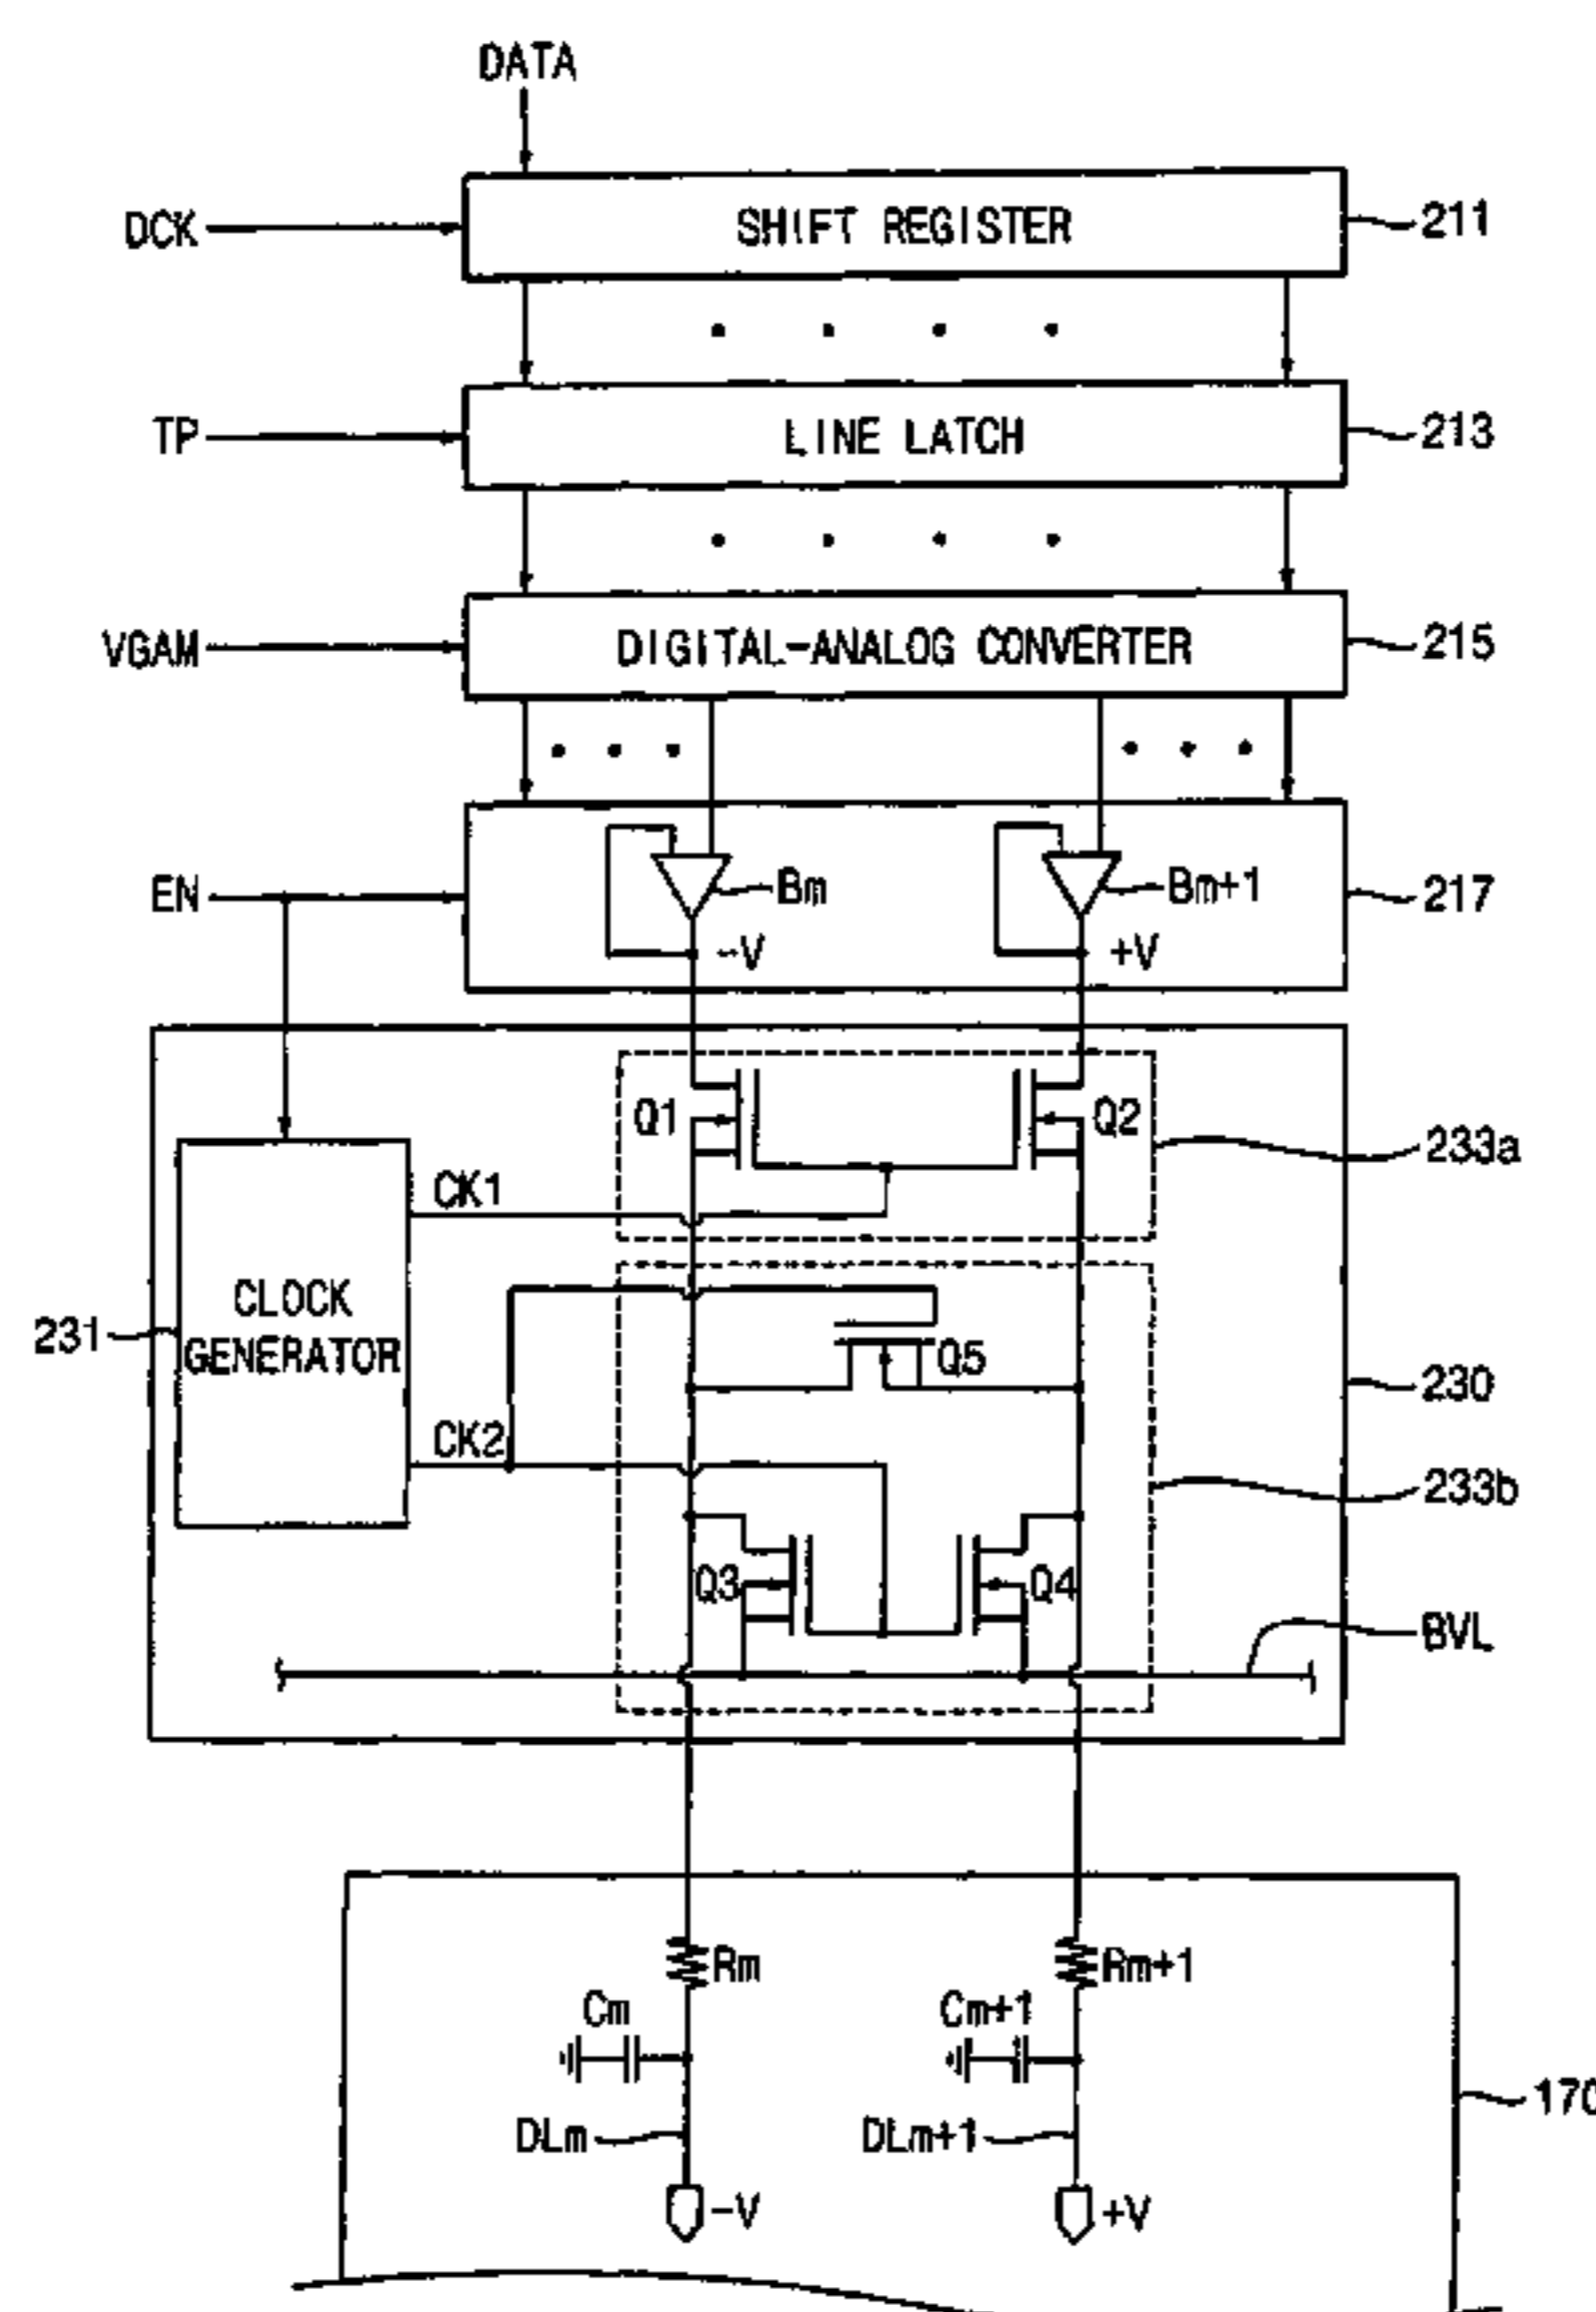 DATA
DCK
SHIFT REGISTER
211
TP
LINE LATCH
213
VGAM
DIGITAL-ANALOG CONVERTER
215
EN
Bm
Bm+1
217
-V
+V
Q1
Q2
233a
CK1
CLOCK
GENERATOR
231
Q5
230
CK2
233b
Q3
Q4
BVL
Rm
Rm+1
Cm
Cm+1
170
DLm
DLm+1
-V
+V